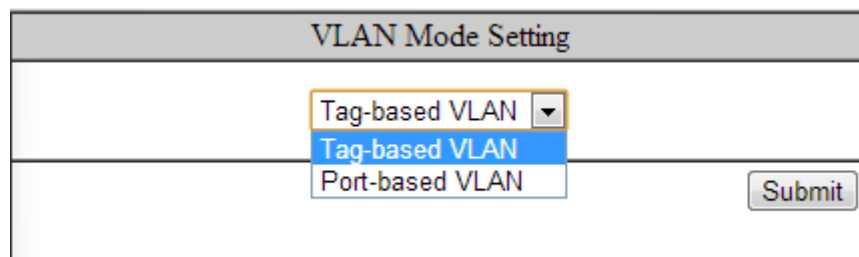 VLAN Mode Setting
Tag-based VLAN
Tag-based VLAN
Port-based VLAN
Submit